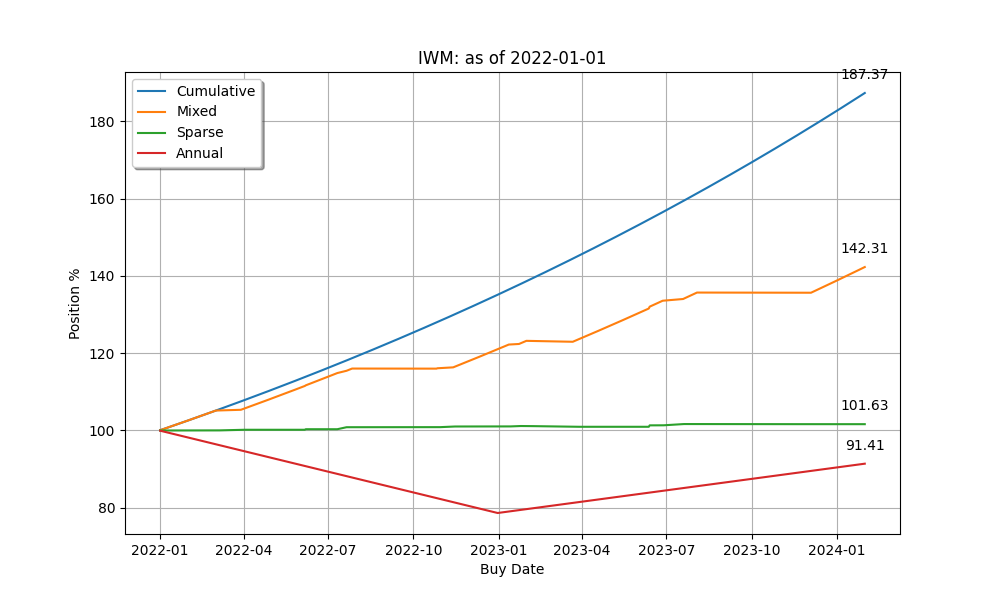 IWM: as of 2022-01-01
187.37
Cumulative
Mixed
Sparse
Annual
180
160
142.31
140
Position %
120
101.63
100
91.41
80
2022-01 2022-04 2022-07 2022-10 2023-01 2023-04 2023-07 2023-10 2024-01
Buy Date